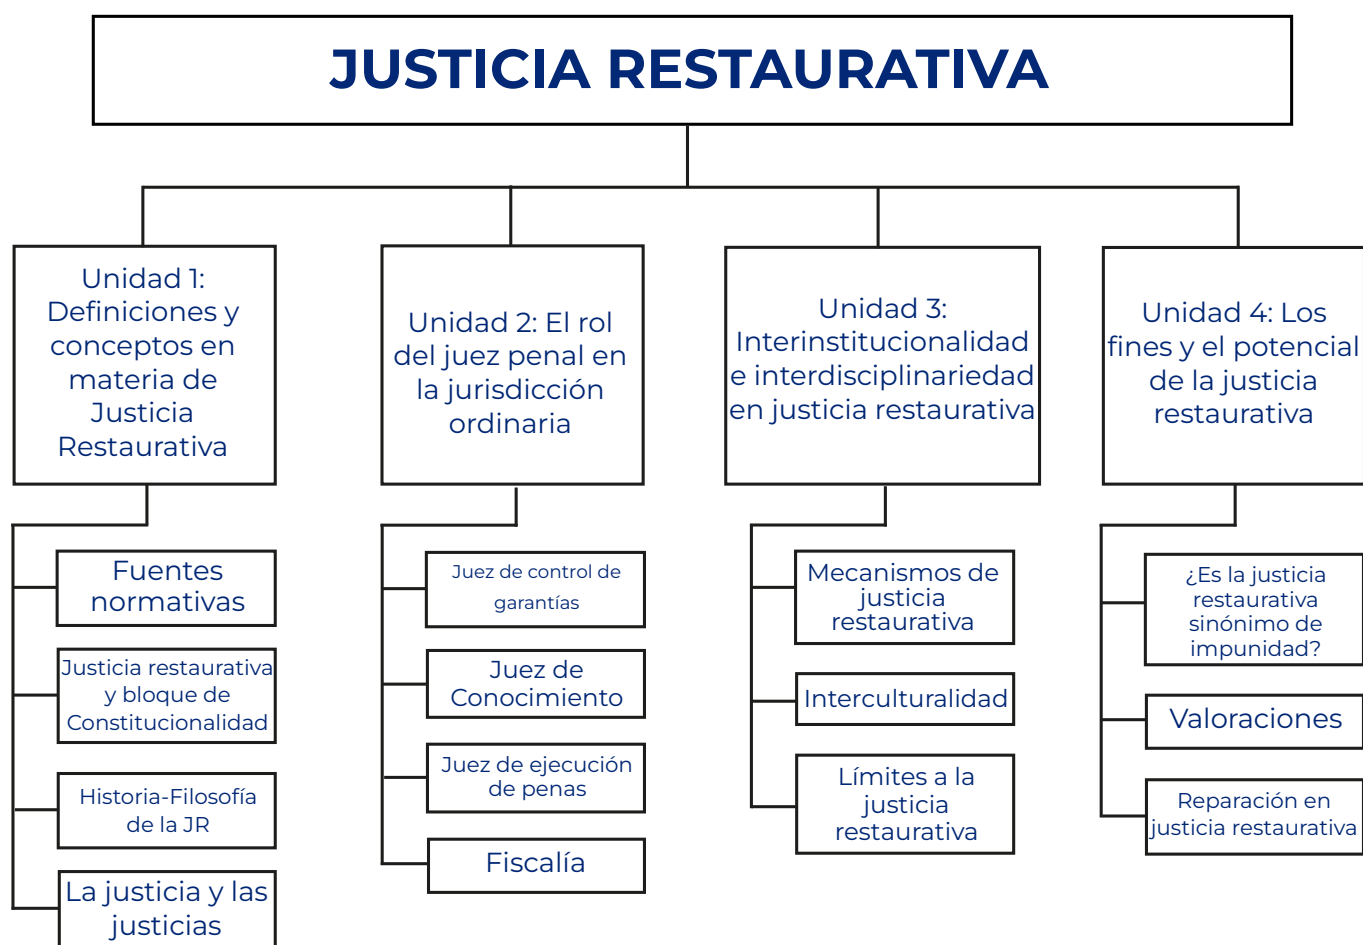 JUSTICIA RESTAURATIVA
Unidad 1:
Definiciones y
conceptos en
materia de
Justicia
Restaurativa
Fuentes
normativas
Justicia restaurativa
y bloque de
Constitucionalidad
Historia-Filosofía
de la JR
La justicia y las
justicias
Unidad 2: El rol
del juez penal en
la jurisdicción
ordinaria
Juez de control de
garantías
Juez de
Conocimiento
Juez de ejecución
de penas
Fiscalía
Unidad 3:
Interinstitucionalidad
e interdisciplinariedad
en justicia restaurativa
Mecanismos de
justicia
restaurativa
Interculturalidad
Límites a la
justicia
restaurativa
Unidad 4: Los
fines y el potencial
de la justicia
restaurativa
¿Es la justicia
restaurativa
sinónimo de
impunidad?
Valoraciones
Reparación en
justicia restaurativa